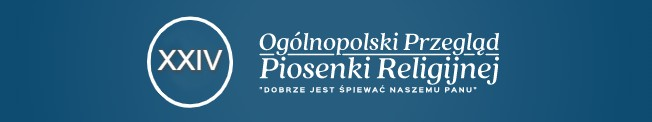 XXIV
Ogólnopolski Przegląd
Piosenki Religijnej
"DOBRZE JEST ŚPIEWAĆ NASZEMU PANU"